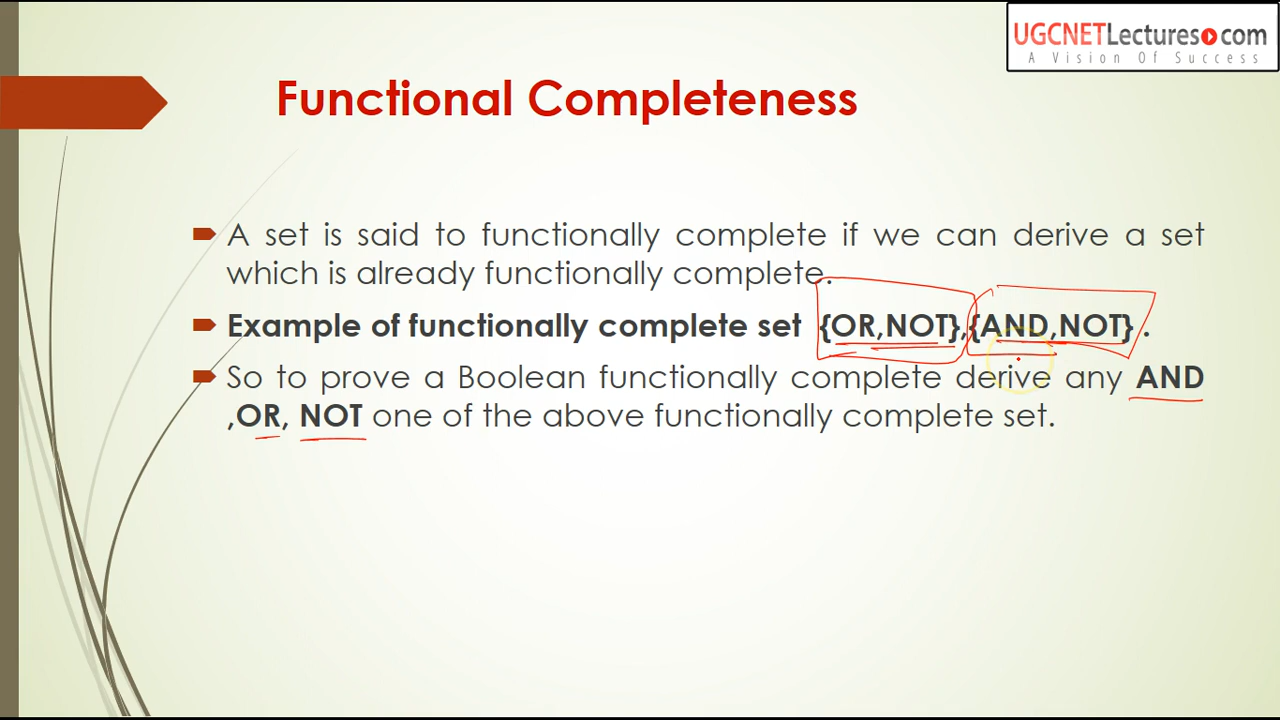 UGCNETLectures.com
A Vision Of Success
Functional Completeness
A set is said to functionally complete if we can derive a set
which is already functionally complete.
Example of functionally complete set {OR,NOT},{AND,NOT} .
So to prove a Boolean functionally complete derive any AND
,OR, NOT one of the above functionally complete set.